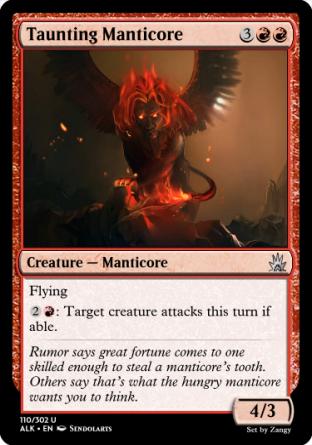 Taunting Manticore 3
Creature — Manticore
Flying
2 : Target creature attacks this turn if
able.
Rumor says great fortune comes to one
skilled enough to steal a manticore's tooth.
Others say that's what the hungry manticore
wants you to think.
4/3
110/302 U
ALK • EN SENDOLARTS
Set by Zangy